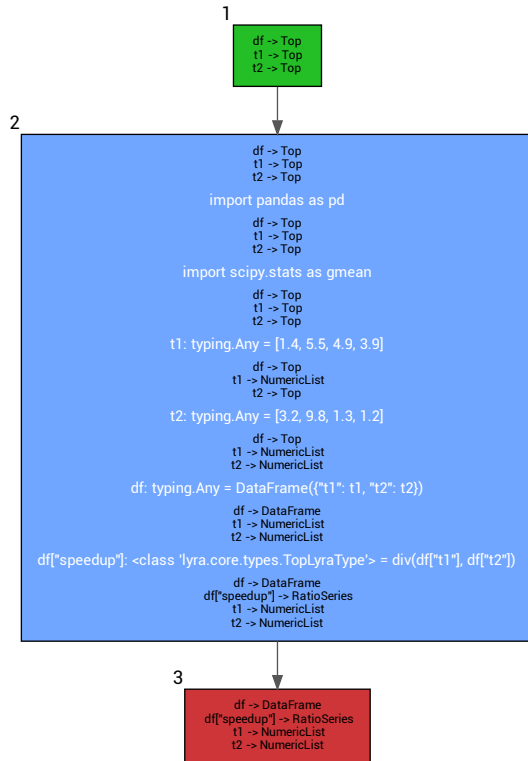 1
df -> Top
t1 -> Top
t2 -> Top
2
df -> Top
t1 -> Top
t2 -> Top
import pandas as pd
df -> Top
t1 -> Top
t2 -> Top
import scipy.stats as gmean
df -> Top
t1 -> Top
t2 -> Top
t1: typing.Any = [1.4, 5.5, 4.9, 3.9]
df -> Top
t1 -> NumericList
t2 -> Top
t2: typing.Any = [3.2, 9.8, 1.3, 1.2]
df -> Top
t1 -> NumericList
t2 -> NumericList
df: typing.Any = DataFrame({"t1": t1, "t2": t2})
df -> DataFrame
t1 -> NumericList
t2 -> NumericList
df["speedup"]: <class 'lyra.core.types.TopLyraType'> = div(df["t1"], df["t2"])
df -> DataFrame
df["speedup"] -> RatioSeries
t1 -> NumericList
t2 -> NumericList
3
df -> DataFrame
df["speedup"] -> RatioSeries
t1 -> NumericList
t2 -> NumericList